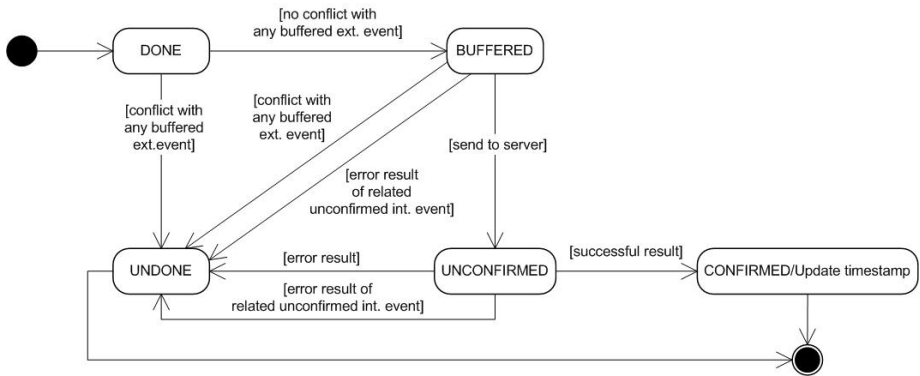 [no conflict with
any buffered ext. event]
DONE
BUFFERED
[conflict with
any buffered
ext.event]
[conflict with
any buffered
ext. event]
[send to server]
[error result
of related
unconfirmed int. event]
UNDONE
[error result]
UNCONFIRMED
[successful result]
CONFIRMED/Update timestamp
[error result of
related unconfirmed int. event]